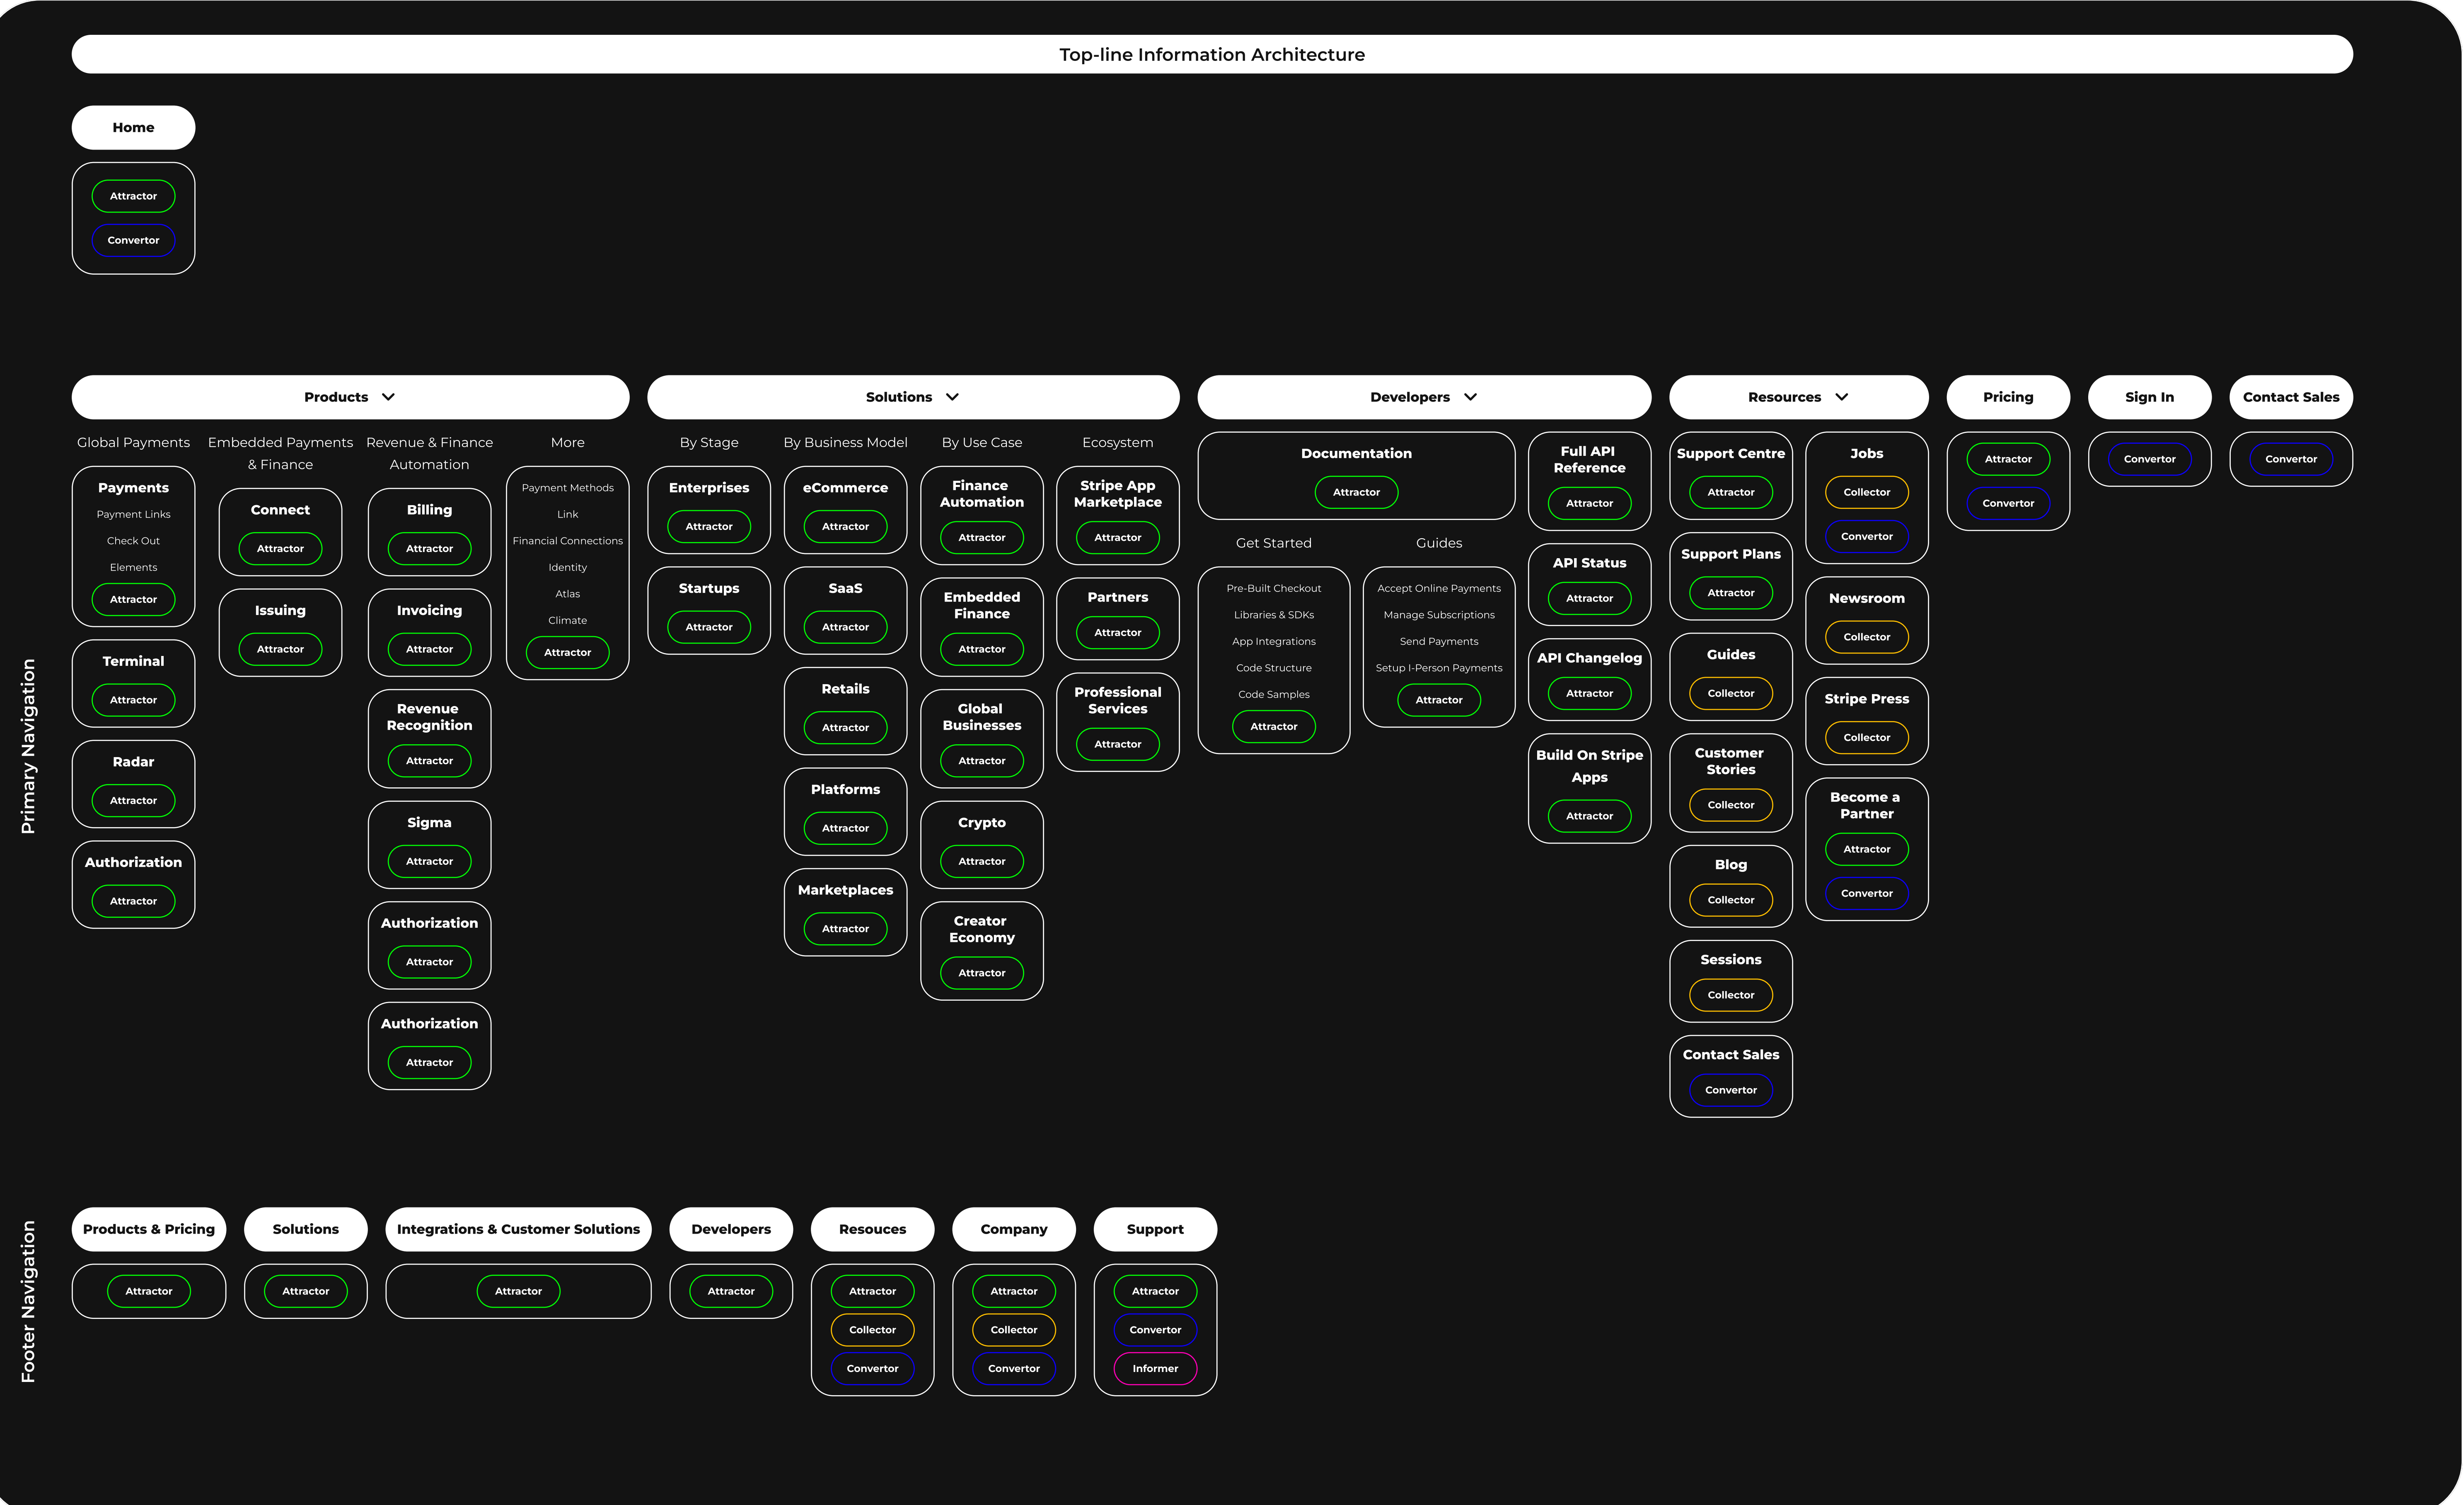 Top-line Information Architecture
Home
Attractor
Convertor
Primary Navigation
Products
Global Payments
Payments
Payment Links
Check Out
Elements
Attractor
Terminal
Attractor
Radar
Attractor
Authorization
Attractor
Embedded Payments
& Finance
Connect
Attractor
Issuing
Attractor
Revenue & Finance
Automation
Billing
Attractor
Invoicing
Attractor
Revenue
Recognition
Attractor
Sigma
Attractor
Authorization
Attractor
Authorization
Attractor
More
Payment Methods
Link
Financial Connections
Identity
Atlas
Climate
Attractor
Solutions
By Stage
Enterprises
Attractor
Startups
Attractor
By Business Model
eCommerce
Attractor
SaaS
Attractor
Retails
Attractor
Platforms
Attractor
Marketplaces
Attractor
By Use Case
Finance
Automation
Attractor
Embedded
Finance
Attractor
Global
Businesses
Attractor
Crypto
Attractor
Creator
Economy
Attractor
Ecosystem
Stripe App
Marketplace
Attractor
Partners
Attractor
Professional
Services
Attractor
Developers
Documentation
Attractor
Get Started
Pre-Built Checkout
Libraries & SDKs
App Integrations
Code Structure
Code Samples
Attractor
Guides
Accept Online Payments
Manage Subscriptions
Send Payments
Setup I-Person Payments
Attractor
Full API
Reference
Attractor
API Status
Attractor
API Changelog
Attractor
Build On Stripe
Apps
Attractor
Resources
Support Centre
Attractor
Support Plans
Attractor
Guides
Collector
Customer
Stories
Collector
Blog
Collector
Sessions
Collector
Contact Sales
Convertor
Jobs
Collector
Convertor
Newsroom
Collector
Stripe Press
Collector
Become a
Partner
Attractor
Convertor
Pricing
Attractor
Convertor
Sign In
Convertor
Contact Sales
Convertor
Footer Navigation
Products & Pricing
Attractor
Solutions
Attractor
Integrations & Customer Solutions
Attractor
Developers
Attractor
Resouces
Attractor
Collector
Convertor
Company
Attractor
Collector
Convertor
Support
Attractor
Convertor
Informer